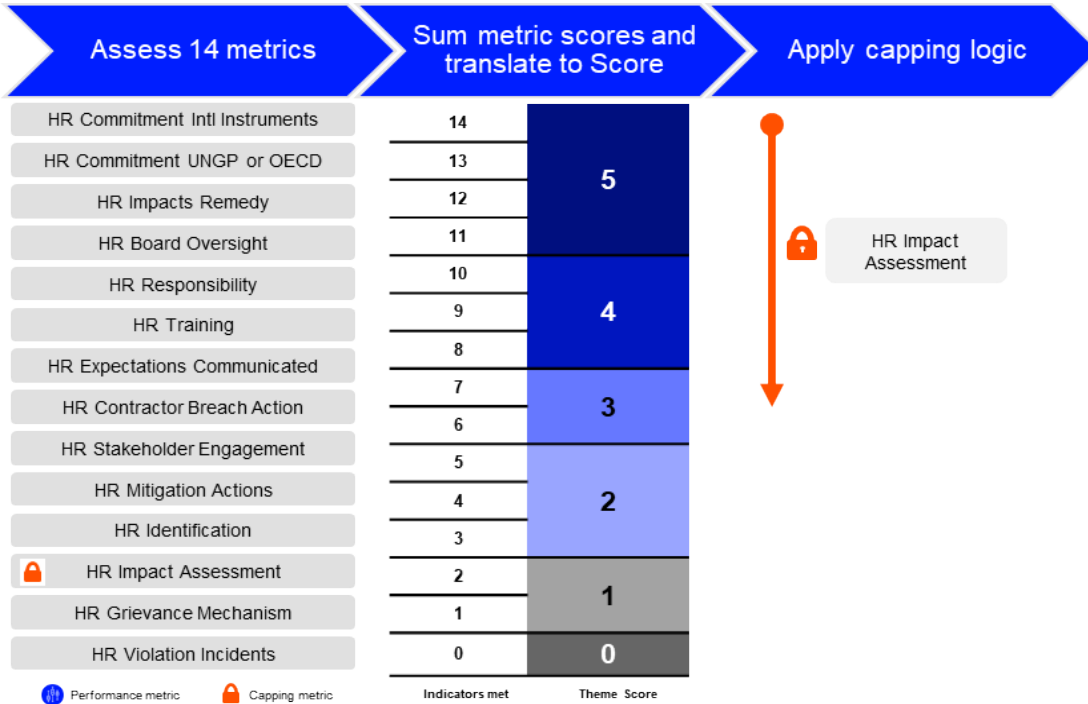 Assess 14 metrics
Sum metric scores and
translate to Score
Apply capping logic
HR Commitment Intl Instruments
HR Commitment UNGP or OECD
HR Impacts Remedy
HR Board Oversight
HR Responsibility
HR Training
HR Expectations Communicated
HR Contractor Breach Action
HR Stakeholder Engagement
HR Mitigation Actions
HR Identification
HR Impact Assessment
HR Grievance Mechanism
HR Violation Incidents
Performance metric
Capping metric
14
13
12
11
10
9
8
7
6
5
4
3
2
1
0
Indicators met
5
4
3
2
1
0
Theme Score
HR Impact
Assessment